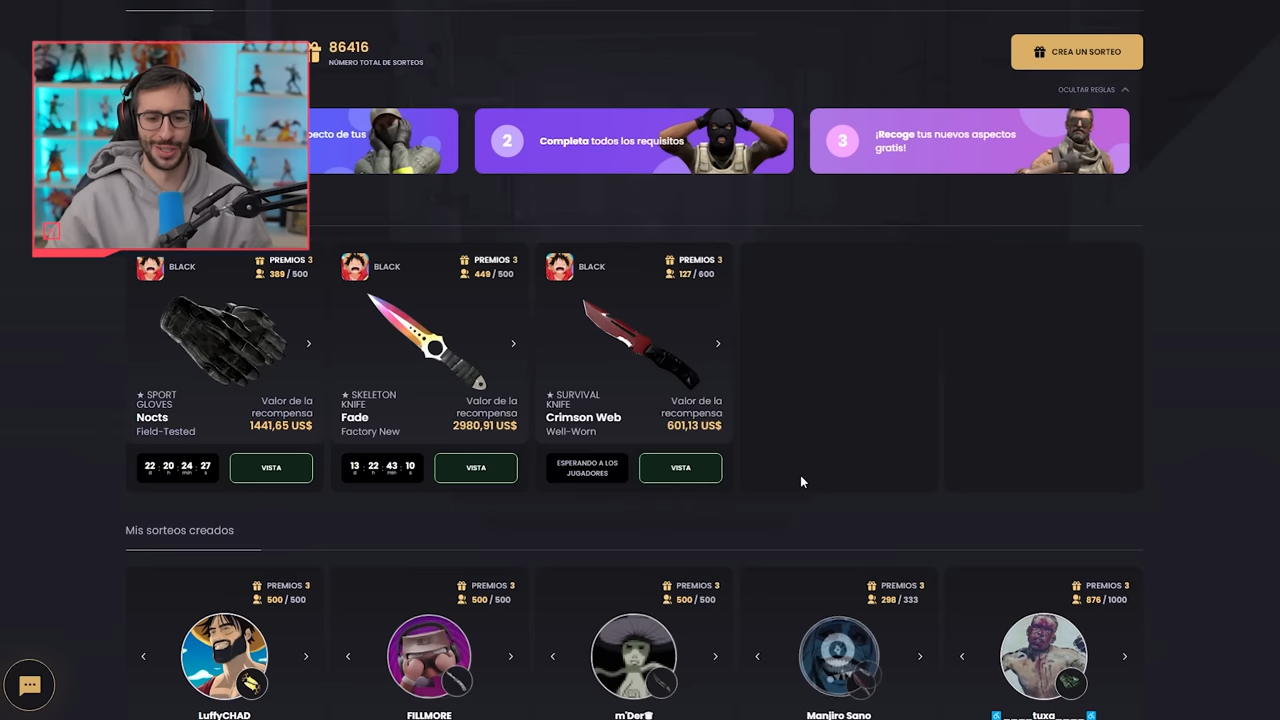 86416
NÚMERO TOTAL DE SORTEOS
CREA UN SORTEO
OCULTAR REGLAS
pecto de tus
2
Completa todos los requisitos
3
¡Recoge tus nuevos aspectos
gratis!
BLACK
PREMIOS 3
389 / 500
★ SPORT
GLOVES
Nocts
Field-Tested
Valor de la
recompensa
1441,65 US$
22 : 20 : 24 : 27
d h min s
VISTA
BLACK
PREMIOS 3
449 / 500
★ SKELETON
KNIFE
Fade
Factory New
Valor de la
recompensa
2980,91 US$
13 : 22 : 43 : 10
d h min s
VISTA
BLACK
PREMIOS 3
127 / 600
★ SURVIVAL
KNIFE
Crimson Web
Well-Worn
Valor de la
recompensa
601,13 US$
ESPERANDO A LOS
JUGADORES
VISTA
Mis sorteos creados
PREMIOS 3
500 / 500
LuffyCHAD
PREMIOS 3
500 / 500
FILLMORE
PREMIOS 3
500 / 500
m'Der
PREMIOS 3
298 / 333
Manjiro Sano
PREMIOS 3
876 / 1000
tuxa